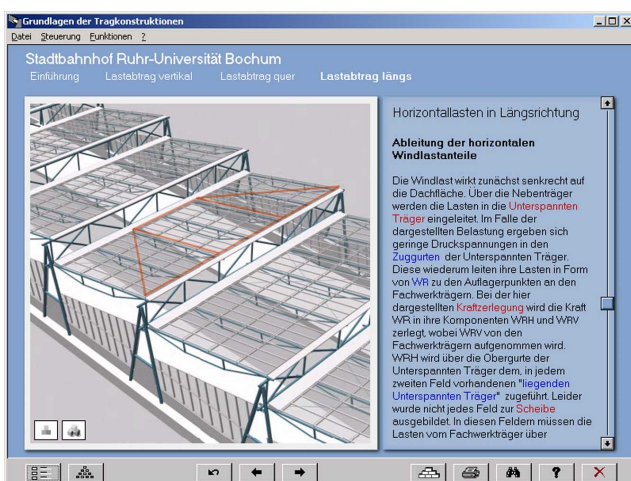 Grundlagen der Tragkonstruktionen
Datei Steuerung Funktionen ?
Stadtbahnhof Ruhr-Universität Bochum
Einführung Lastabtrag vertikal Lastabtrag quer Lastabtrag längs
Horizontallasten in Längsrichtung
Ableitung der horizontalen
Windlastanteile
Die Windlast wirkt zunächst senkrecht auf
die Dachfläche. Über die Nebenträger
werden die Lasten in die Unterspannten
Träger eingeleitet. Im Falle der
dargestellten Belastung ergeben sich
geringe Druckspannungen in den
Zuggurten der Unterspannten Träger.
Diese wiederum leiten ihre Lasten in Form
von WR zu den Auflagerpunkten an den
Fachwerkträgern. Bei der hier
dargestellten Kraftzerlegung wird die Kraft
WR in ihre Komponenten WRH und WRV
zerlegt, wobei WRV von den
Fachwerkträgern aufgenommen wird.
WRH wird über die Obergurte der
Unterspannten Träger dem, in jedem
zweiten Feld vorhandenen "liegenden
Unterspannten Träger" zugeführt. Leider
wurde nicht jedes Feld zur Scheibe
ausgebildet. In diesen Feldern müssen die
Lasten vom Fachwerkträger über
?